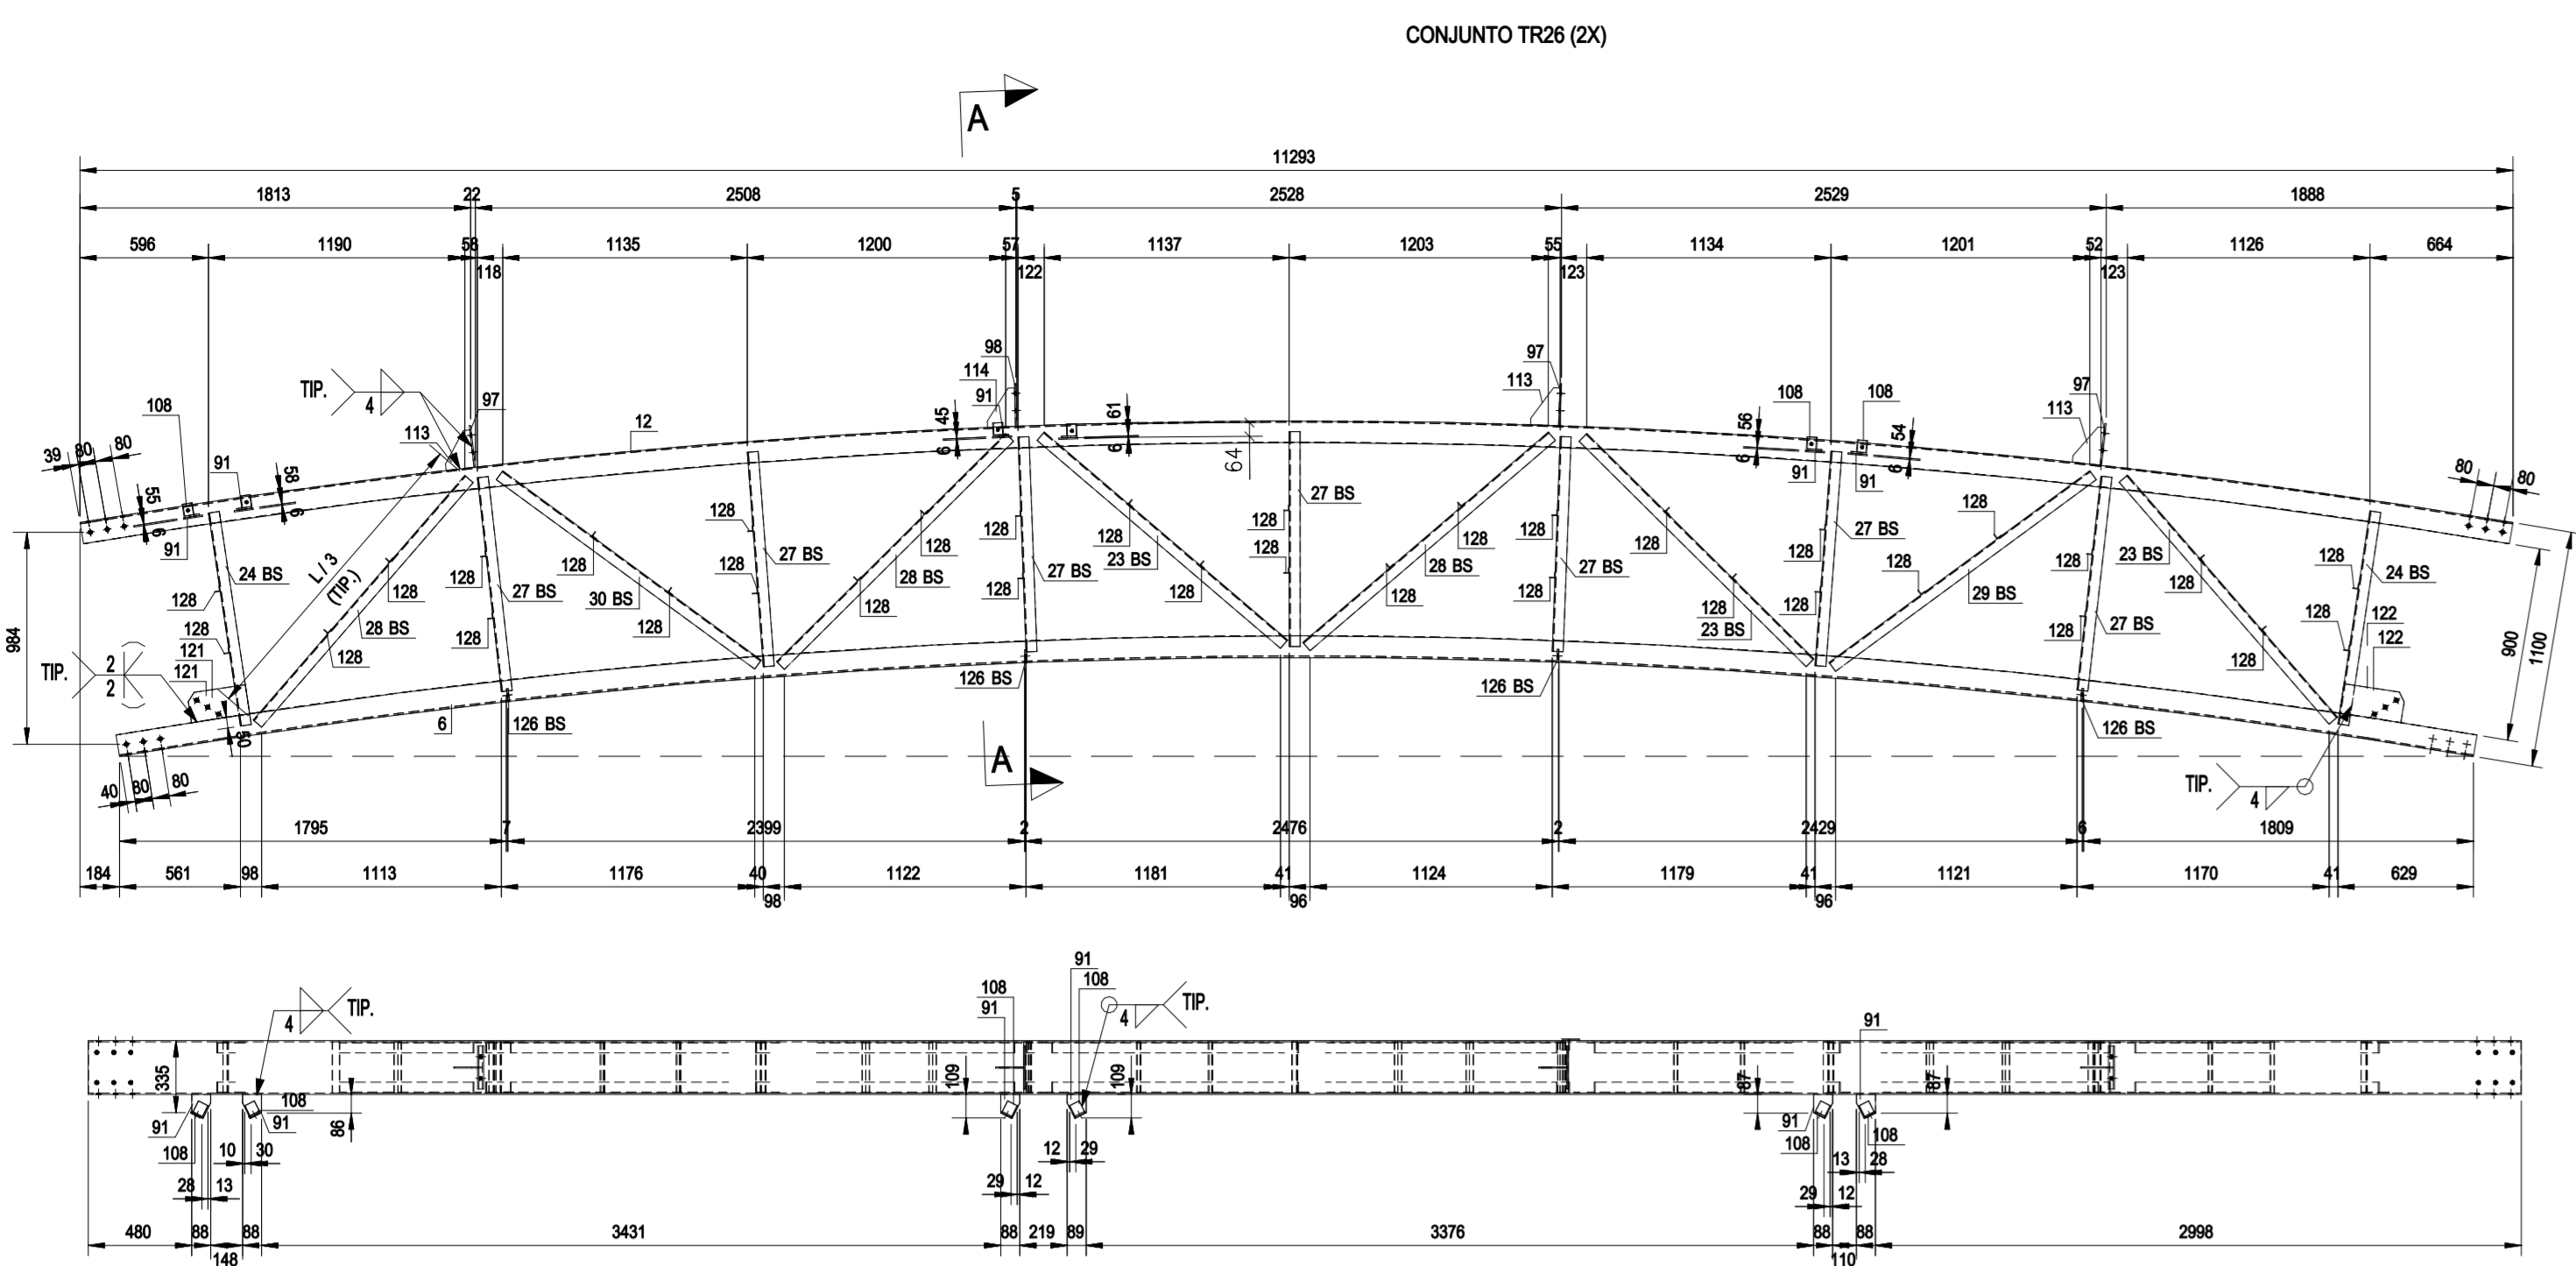 CONJUNTO TR26 (2X)
A
11293
1813 22 2508 5 2528 2529 1888
596 1190 58 1135 1200 57 1137 1203 55 1134 1201 52 1126 664
118 122 123 123
98 97
TIP. 4 97 114 113 108 108 97
108 113 12 91 45 61 56 54 113
39 80 80 91 58 6 6 64 6 91 91 6 80 80
55 6 91
24 BS 128 27 BS 128 30 BS 128 128 27 BS 128 28 BS 128 128 27 BS 128 23 BS 128 128 27 BS 128 28 BS 128 128 27 BS 128 23 BS 128 128 27 BS 128 29 BS 128 128 27 BS 23 BS 128 128 24 BS
L / 3
(TIP.)
128 128 28 BS 128 128 128 128 128 128 128 128 128 128
984 900 1100
TIP. 2 2 121 121 122 122
50 6 126 BS 126 BS 126 BS 126 BS
A
TIP. 4
40 80 80
1795 7 2399 2 2476 2 2429 6 1809
184 561 98 1113 1176 40 1122 1181 41 1124 1179 41 1121 1170 41 629
98 96 96
91
4 TIP. 108 91 108 4 TIP. 91
335 109 109 87 87
91 108 91 86 91 108 108
108 10 30 12 29 13 28
28 13 29 12 29 12
480 88 88 3431 88 219 89 3376 88 88 2998
148 110